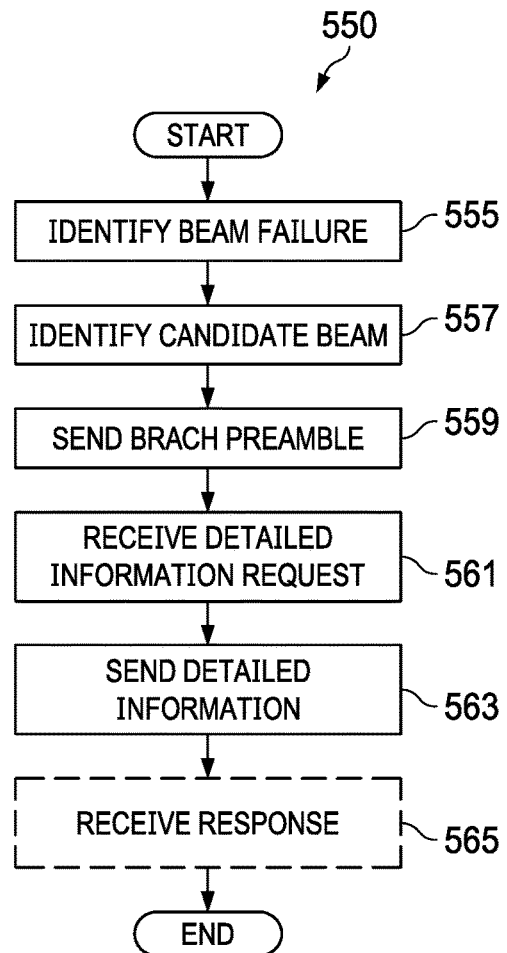 550
START
IDENTIFY BEAM FAILURE
555
IDENTIFY CANDIDATE BEAM
557
SEND BRACH PREAMBLE
559
RECEIVE DETAILED
INFORMATION REQUEST
561
SEND DETAILED
INFORMATION
563
RECEIVE RESPONSE
565
END